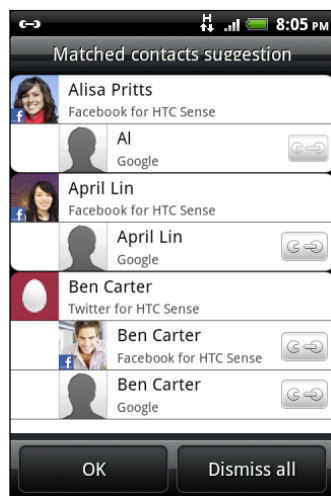 H
8:05 PM
Matched contacts suggestion
Alisa Pritts
Facebook for HTC Sense
f
Al
Google
April Lin
Facebook for HTC Sense
f
April Lin
Google
Ben Carter
Twitter for HTC Sense
Ben Carter
Facebook for HTC Sense
f
Ben Carter
Google
OK
Dismiss all